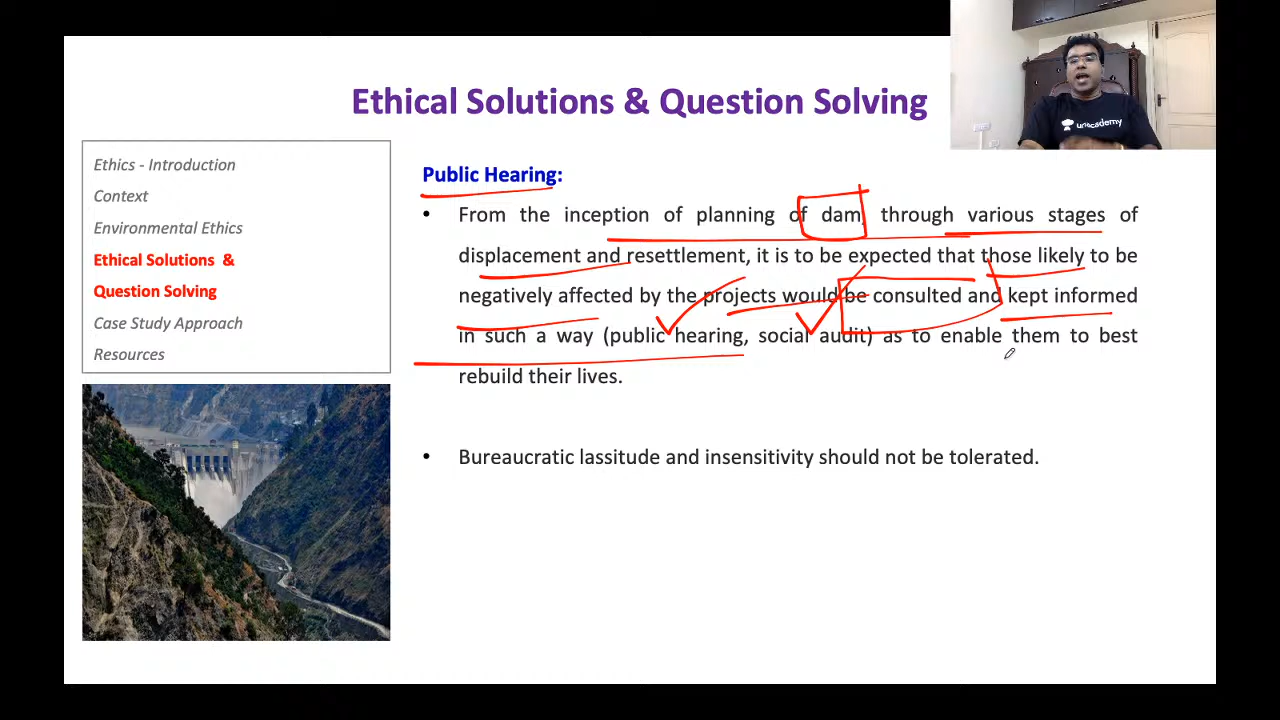 Ethical Solutions & Question Solving
unacademy
Ethics - Introduction
Context
Environmental Ethics
Ethical Solutions &
Question Solving
Case Study Approach
Resources
Public Hearing:
• From the inception of planning of dam, through various stages of
displacement and resettlement, it is to be expected that those likely to be
negatively affected by the projects would be consulted and kept informed
in such a way (public hearing, social audit) as to enable them to best
rebuild their lives.
• Bureaucratic lassitude and insensitivity should not be tolerated.